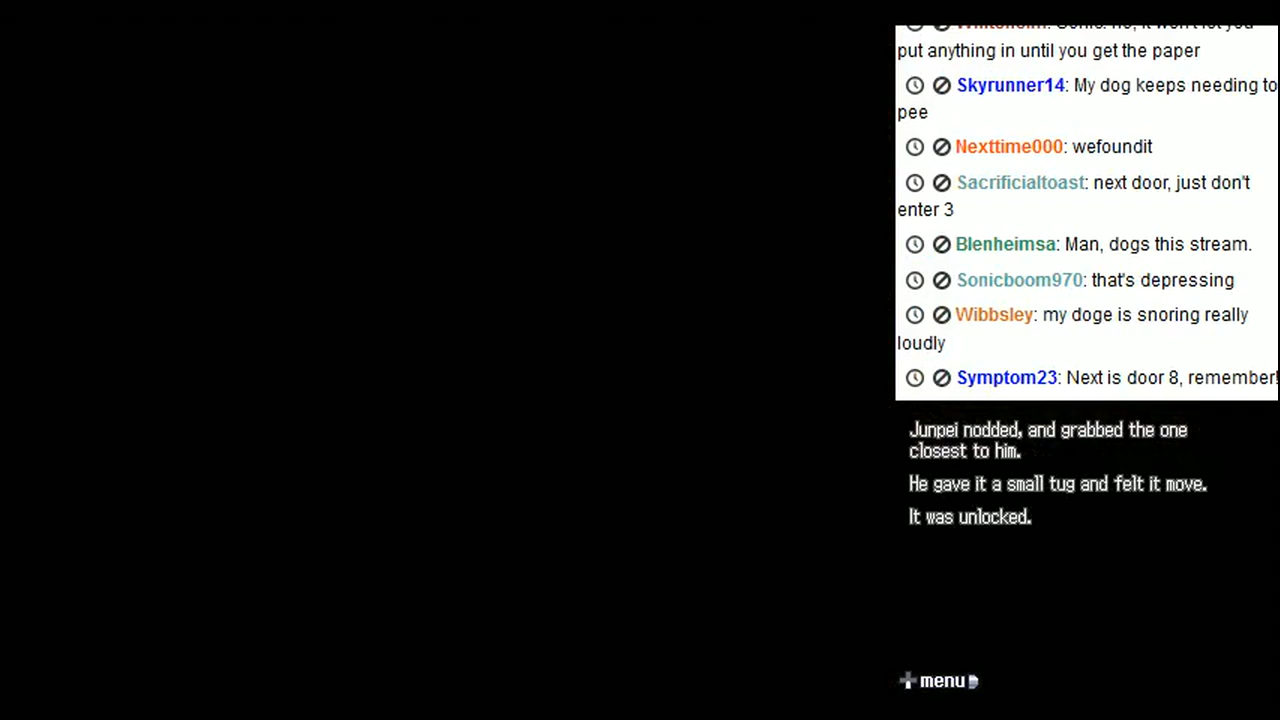 put anything in until you get the paper
Skyrunner14: My dog keeps needing to
pee
Nexttime000: wefoundit
Sacrificialtoast: next door, just don't
enter 3
Blenheimsa: Man, dogs this stream.
Sonicboom970: that's depressing
Wibbsley: my doge is snoring really
loudly
Symptom23: Next is door 8, remember!
Junpei nodded, and grabbed the one
closest to him.
He gave it a small tug and felt it move.
It was unlocked.
menu